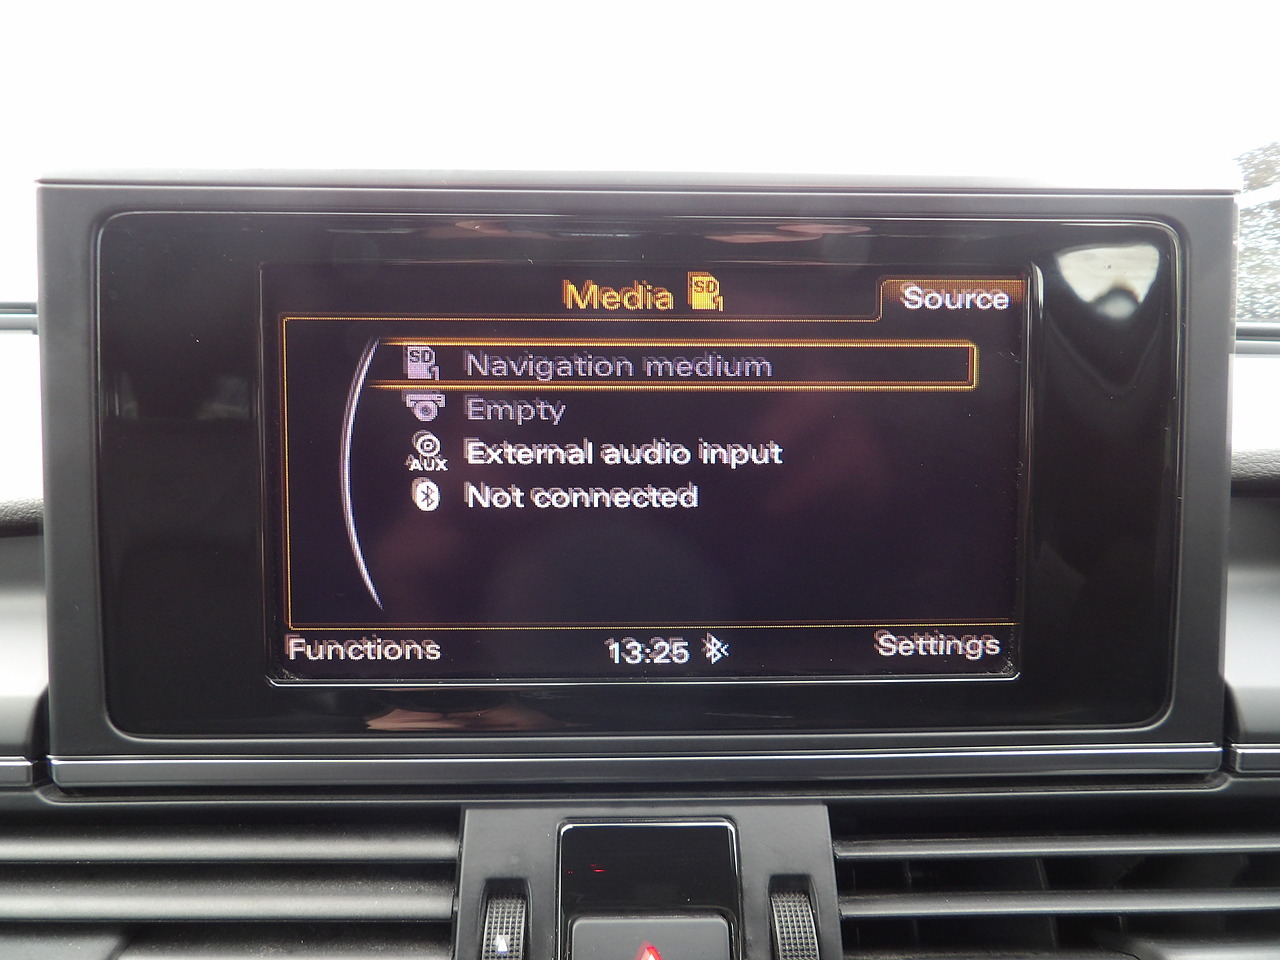 Media SD 1
Source
SD 1 Navigation medium
Empty
AUX External audio input
Not connected
Functions
13:25
Settings